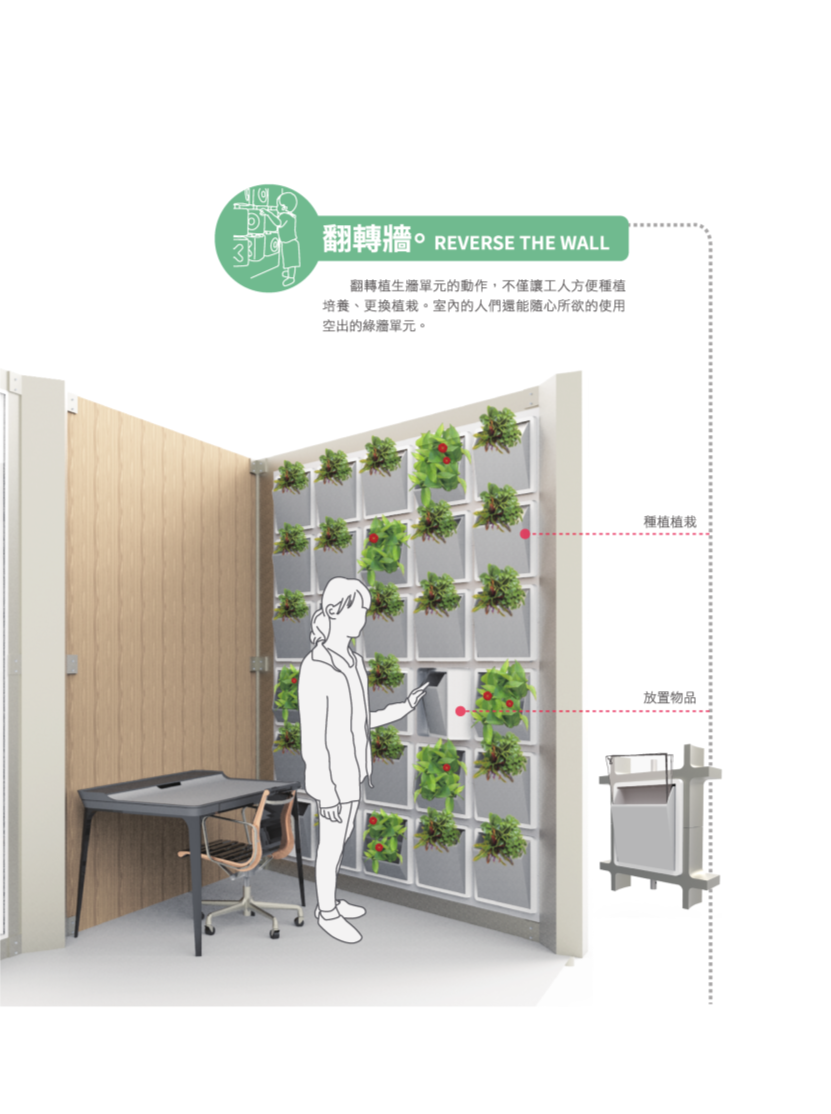 翻轉牆。REVERSE THE WALL
翻轉植生牆單元的動作，不僅讓工人方便種植
培養、更換植栽。室內的人們還能隨心所欲的使用
空出的綠牆單元。
種植植栽
放置物品